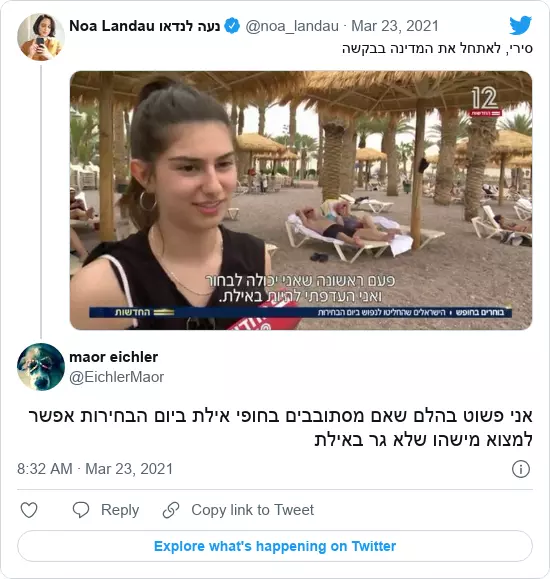 Noa Landau נעה לנדאו @noa_landau · Mar 23, 2021
סירי, לאתחל את המדינה בבקשה
12
החדשות
פעם ראשונה שאני יכולה לבחור
ואני העדפתי להיות באילת.
בוחרים בחופש • הישראלים שהחליטו לנפוש ביום הבחירות
החדשות
maor eichler
@EichlerMaor
אני פשוט בהלם שאם מסתובבים בחופי אילת ביום הבחירות אפשר
למצוא מישהו שלא גר באילת
8:32 AM · Mar 23, 2021
Reply
Copy link to Tweet
Explore what's happening on Twitter